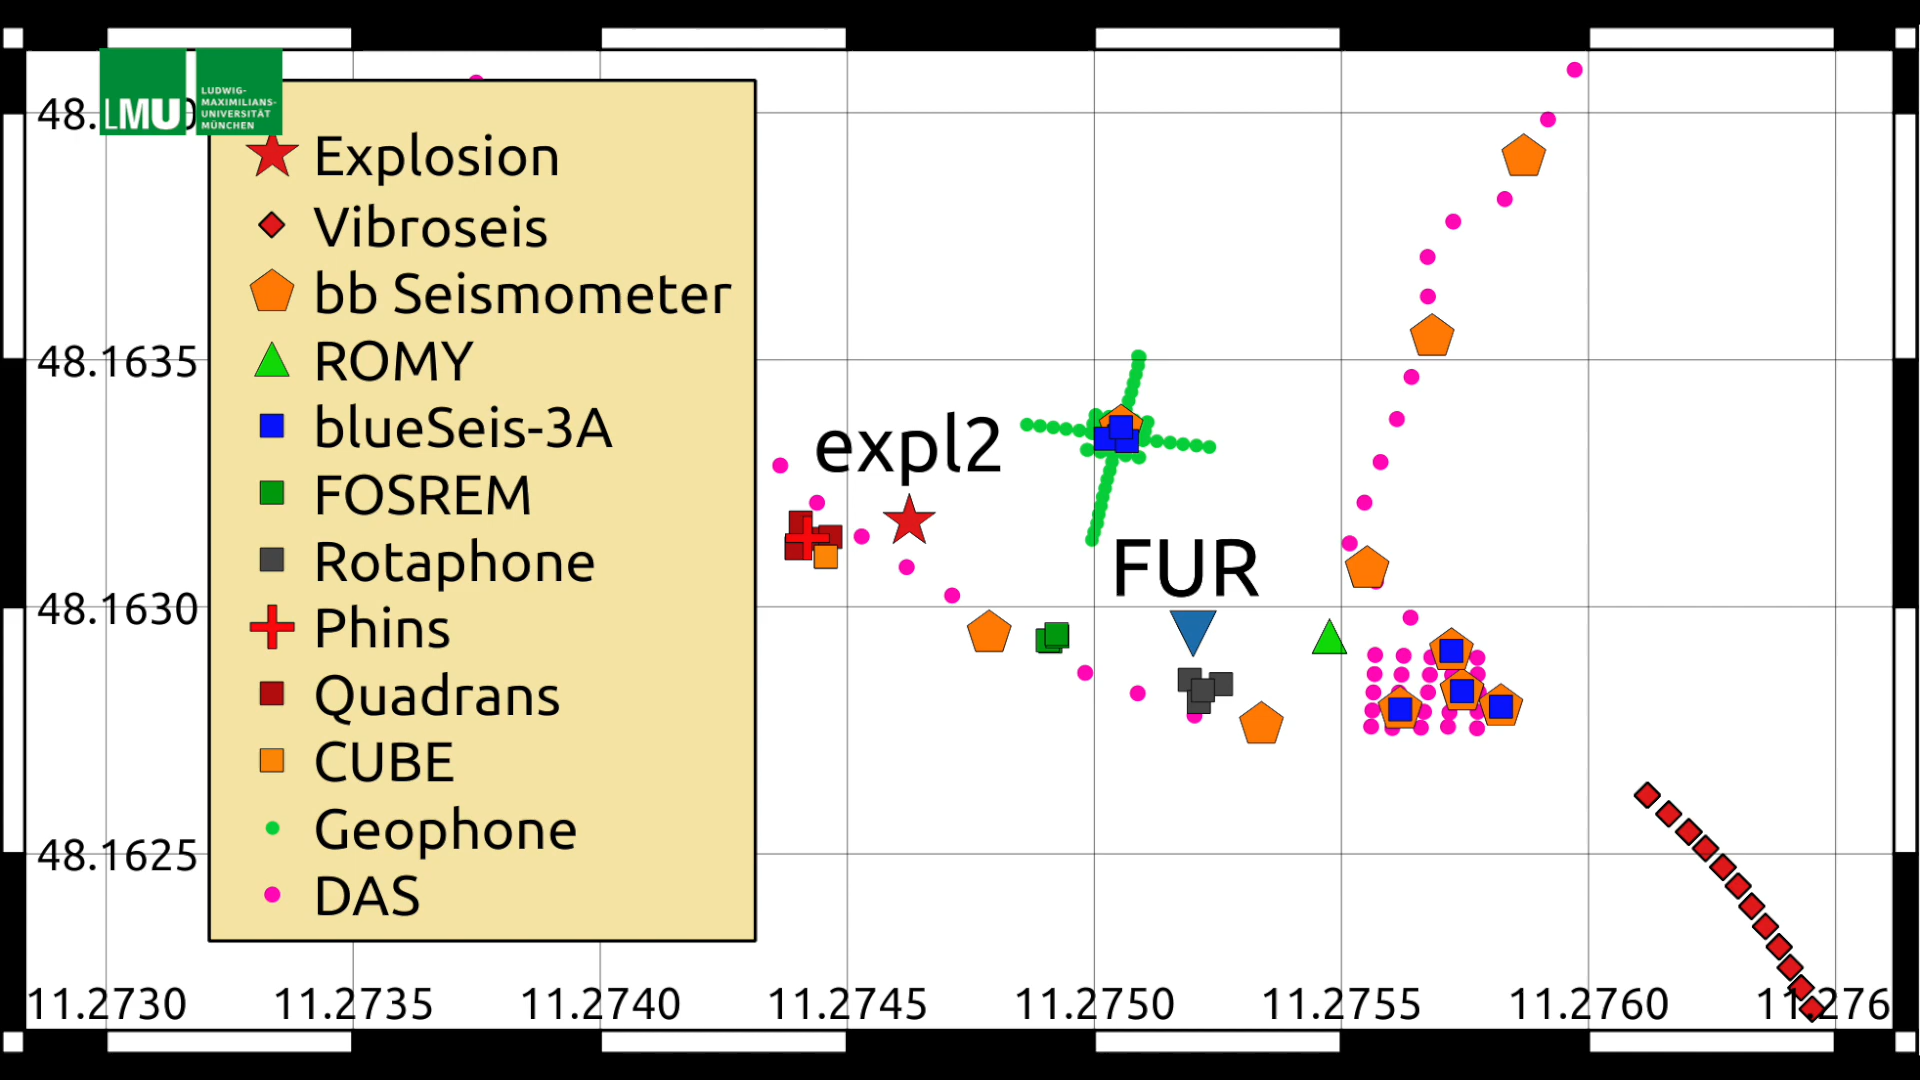 LMU
LUDWIG-
MAXIMILIANS-
UNIVERSITÄT
MÜNCHEN
Explosion
Vibroseis
bb Seismometer
ROMY
blueSeis-3A
FOSREM
Rotaphone
Phins
Quadrans
CUBE
Geophone
DAS
expl2
FUR
48.1635
48.1630
48.1625
11.2730 11.2735 11.2740 11.2745 11.2750 11.2755 11.2760 11.276